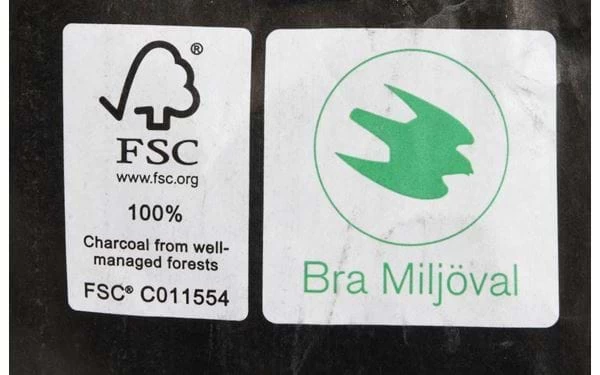 ®
FSC
www.fsc.org
100%
Charcoal from well-
managed forests
FSC® C011554
Bra Miljöval